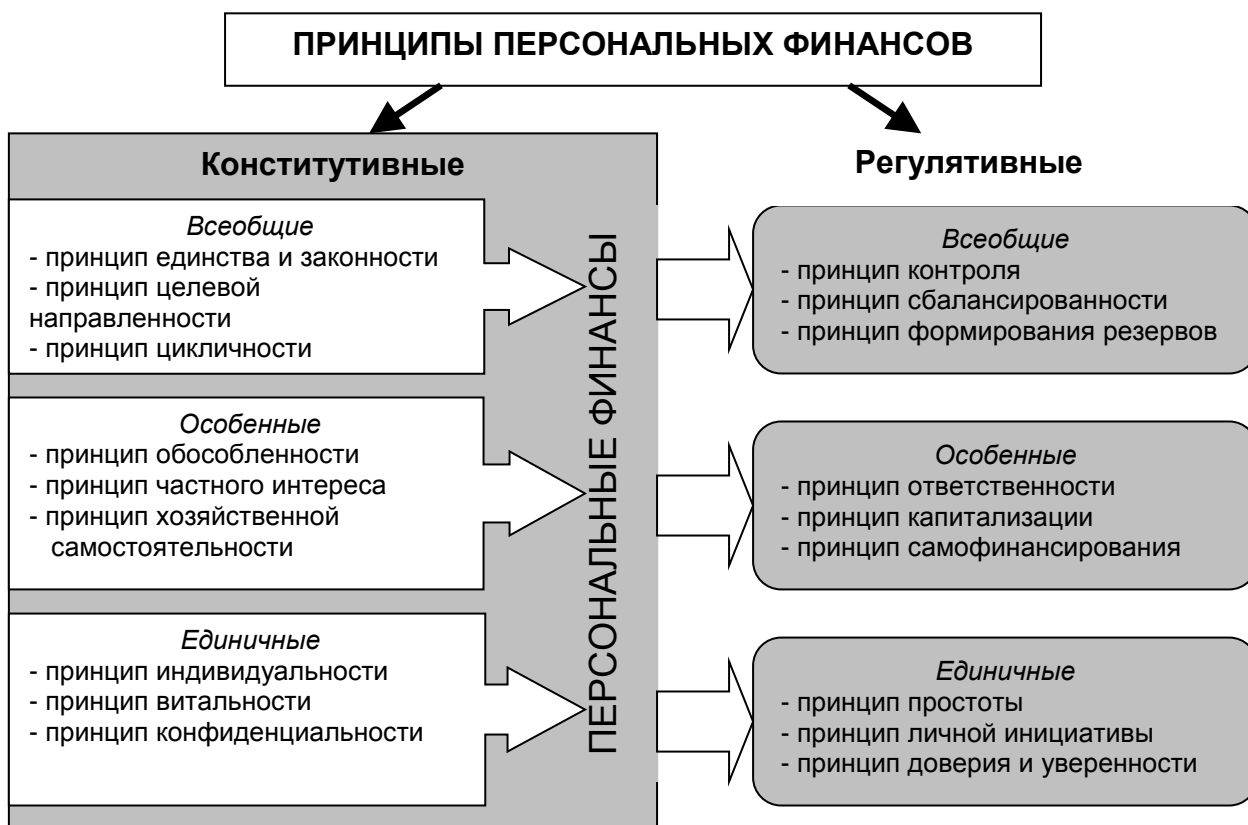 ПРИНЦИПЫ ПЕРСОНАЛЬНЫХ ФИНАНСОВ
Конститутивные
Всеобщие
- принцип единства и законности
- принцип целевой
направленности
- принцип цикличности
Особенные
- принцип обособленности
- принцип частного интереса
- принцип хозяйственной
самостоятельности
Единичные
- принцип индивидуальности
- принцип витальности
- принцип конфиденциальности
ПЕРСОНАЛЬНЫЕ ФИНАНСЫ
Регулятивные
Всеобщие
- принцип контроля
- принцип сбалансированности
- принцип формирования резервов
Особенные
- принцип ответственности
- принцип капитализации
- принцип самофинансирования
Единичные
- принцип простоты
- принцип личной инициативы
- принцип доверия и уверенности